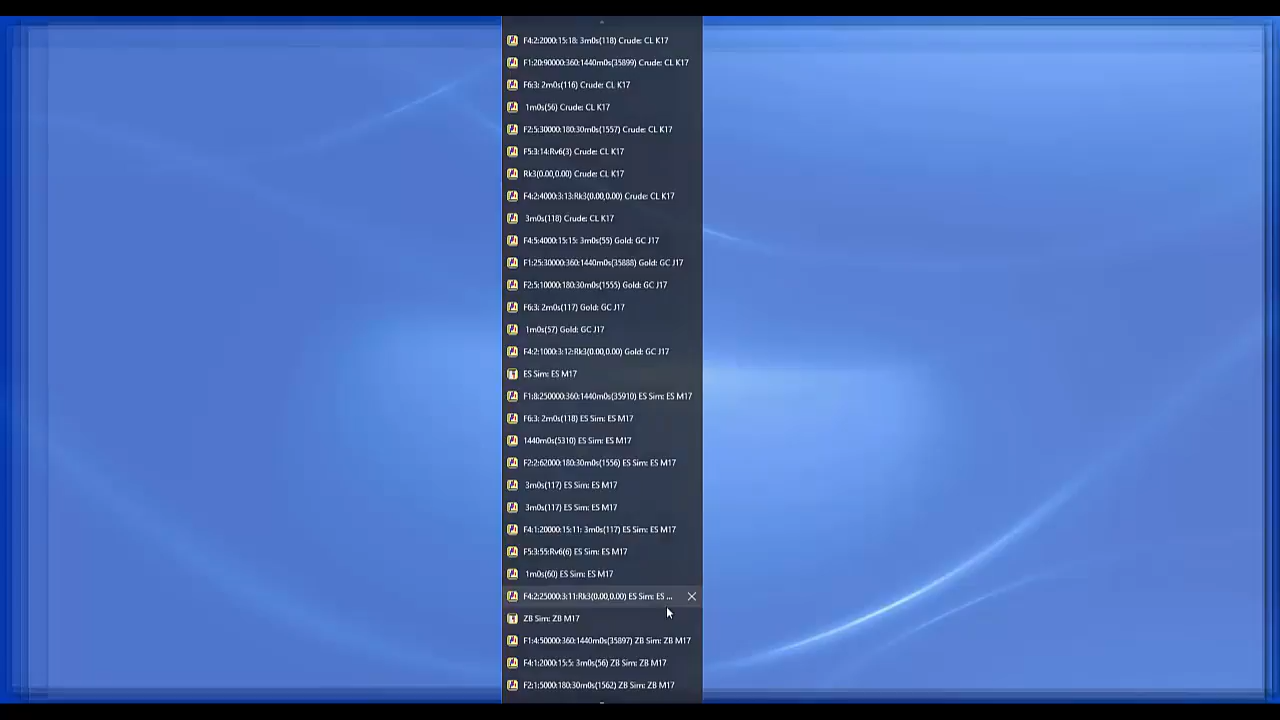 F4:2:2000:15:18: 3m0s(118) Crude: CL K17
F1:20:90000:360:1440m0s(35899) Crude: CL K17
F6:3: 2m0s(116) Crude: CL K17
1m0s(56) Crude: CL K17
F2:5:30000:180:30m0s(1557) Crude: CL K17
F5:3:14:Rv6(3) Crude: CL K17
Rk3(0.00,0.00) Crude: CL K17
F4:2:4000:3:13:Rk3(0.00,0.00) Crude: CL K17
3m0s(118) Crude: CL K17
F4:5:4000:15:15: 3m0s(55) Gold: GC J17
F1:25:30000:360:1440m0s(35888) Gold: GC J17
F2:5:10000:180:30m0s(1555) Gold: GC J17
F6:3: 2m0s(117) Gold: GC J17
1m0s(57) Gold: GC J17
F4:2:1000:3:12:Rk3(0.00,0.00) Gold: GC J17
ES Sim: ES M17
F1:8:250000:360:1440m0s(35910) ES Sim: ES M17
F6:3: 2m0s(118) ES Sim: ES M17
1440m0s(5310) ES Sim: ES M17
F2:2:62000:180:30m0s(1556) ES Sim: ES M17
3m0s(117) ES Sim: ES M17
3m0s(117) ES Sim: ES M17
F4:1:20000:15:11: 3m0s(117) ES Sim: ES M17
F5:3:55:Rv6(6) ES Sim: ES M17
1m0s(60) ES Sim: ES M17
F4:2:25000:3:11:Rk3(0.00,0.00) ES Sim: ES ...
ZB Sim: ZB M17
F1:4:50000:360:1440m0s(35897) ZB Sim: ZB M17
F4:1:2000:15:5: 3m0s(56) ZB Sim: ZB M17
F2:1:5000:180:30m0s(1562) ZB Sim: ZB M17